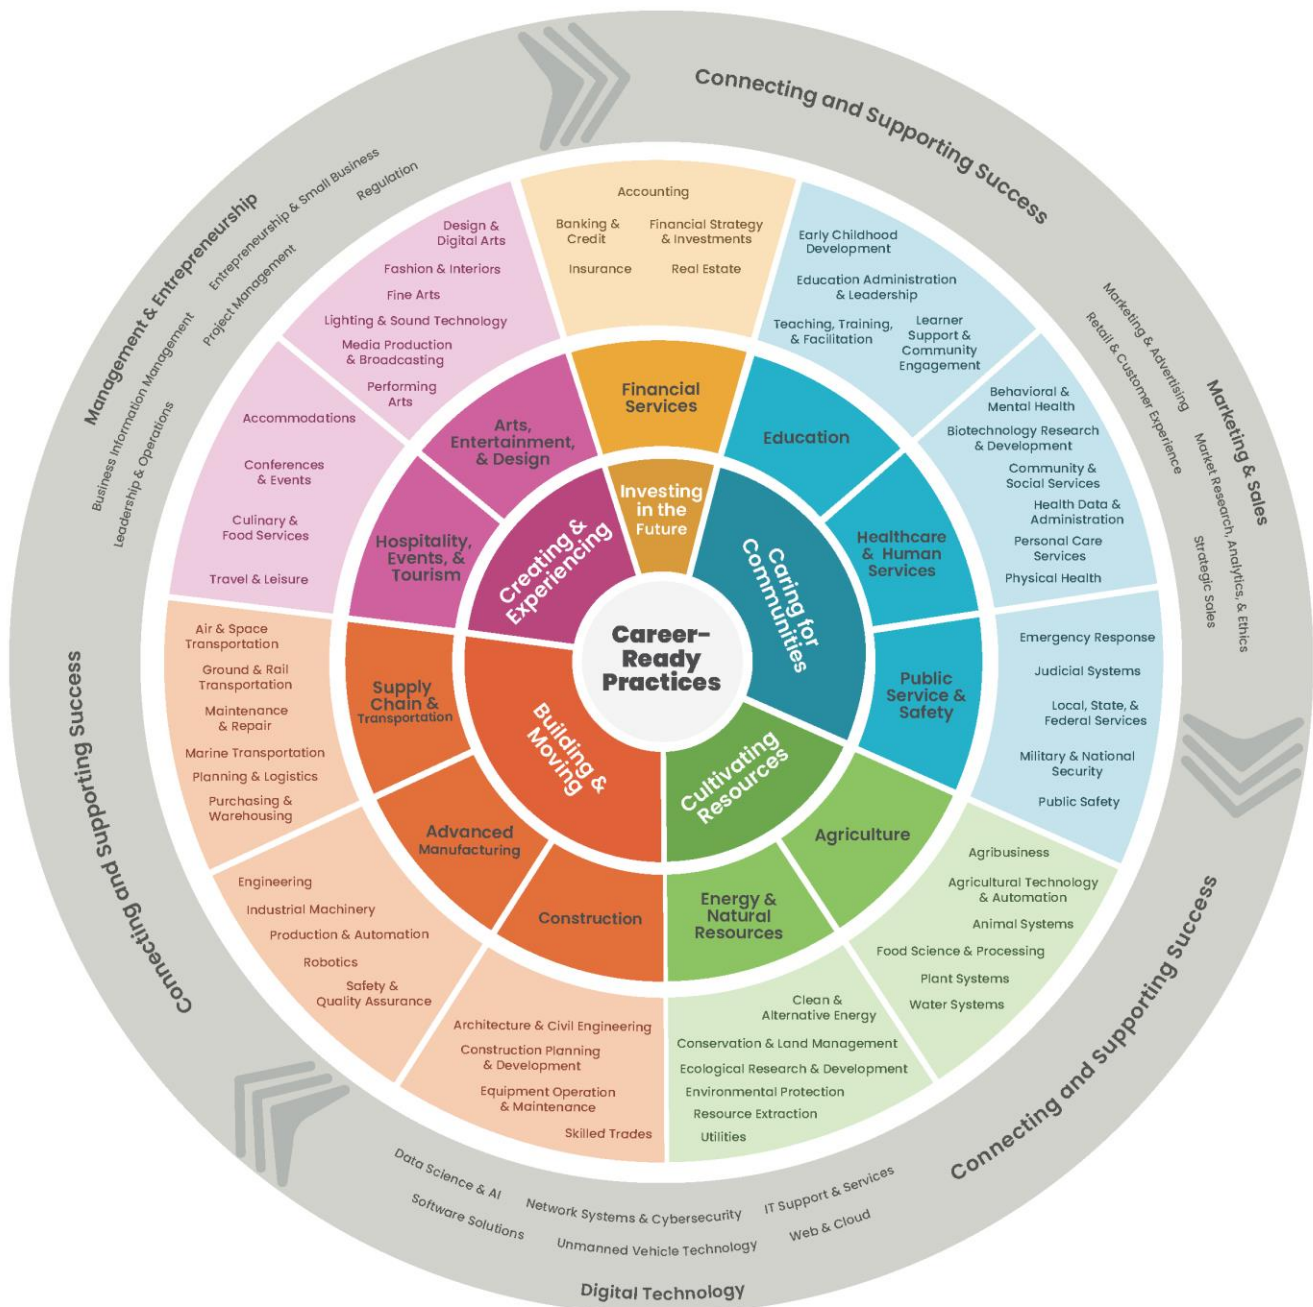 Connecting and Supporting Success
Management & Entrepreneurship
Entrepreneurship & Small Business
Regulation
Business Information Management
Project Management
Leadership & Operations
Marketing & Sales
Marketing & Advertising
Retail & Customer Experience
Market Research, Analytics, & Ethics
Strategic Sales
Connecting and Supporting Success
Digital Technology
Data Science & AI
Network Systems & Cybersecurity
IT Support & Services
Software Solutions
Unmanned Vehicle Technology
Web & Cloud
Connecting and Supporting Success
Career-
Ready
Practices
Investing
in the
Future
Financial
Services
Accounting
Banking &
Credit
Financial Strategy
& Investments
Insurance
Real Estate
Caring for
Communities
Education
Early Childhood
Development
Education Administration
& Leadership
Teaching, Training,
& Facilitation
Learner
Support &
Community
Engagement
Healthcare
& Human
Services
Behavioral &
Mental Health
Biotechnology Research
& Development
Community &
Social Services
Health Data &
Administration
Personal Care
Services
Physical Health
Public
Service &
Safety
Emergency Response
Judicial Systems
Local, State, &
Federal Services
Military & National
Security
Public Safety
Cultivating
Resources
Agriculture
Agribusiness
Agricultural Technology
& Automation
Animal Systems
Food Science & Processing
Plant Systems
Water Systems
Energy &
Natural
Resources
Clean &
Alternative Energy
Conservation & Land Management
Ecological Research & Development
Environmental Protection
Resource Extraction
Utilities
Building &
Moving
Construction
Architecture & Civil Engineering
Construction Planning
& Development
Equipment Operation
& Maintenance
Skilled Trades
Advanced
Manufacturing
Engineering
Industrial Machinery
Production & Automation
Robotics
Safety &
Quality Assurance
Supply
Chain &
Transportation
Air & Space
Transportation
Ground & Rail
Transportation
Maintenance
& Repair
Marine Transportation
Planning & Logistics
Purchasing &
Warehousing
Creating &
Experiencing
Hospitality,
Events, &
Tourism
Accommodations
Conferences
& Events
Culinary &
Food Services
Travel & Leisure
Arts,
Entertainment,
& Design
Design &
Digital Arts
Fashion & Interiors
Fine Arts
Lighting & Sound Technology
Media Production
& Broadcasting
Performing
Arts